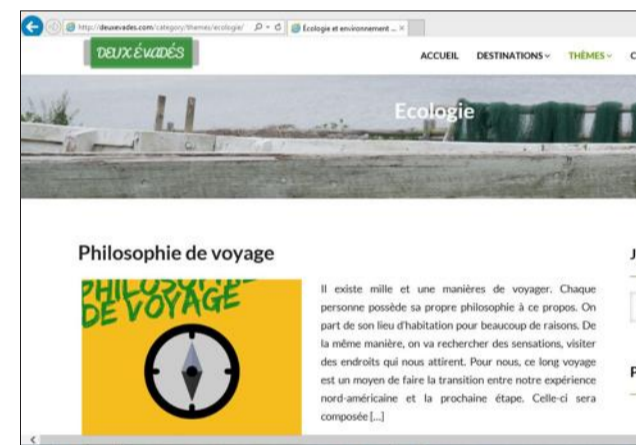 http://deuxevades.com/category/themes/ecologie/
Écologie et environnement ...
DEUX ÉVADÉS
ACCUEIL DESTINATIONS THÈMES C
Ecologie
Philosophie de voyage
PHILOSOPHIE
DE VOYAGE
Il existe mille et une manières de voyager. Chaque
personne possède sa propre philosophie à ce propos. On
part de son lieu d'habitation pour beaucoup de raisons. De
la même manière, on va rechercher des sensations, visiter
des endroits qui nous attirent. Pour nous, ce long voyage
est un moyen de faire la transition entre notre expérience
nord-américaine et la prochaine étape. Celle-ci sera
composée [...]
J
P